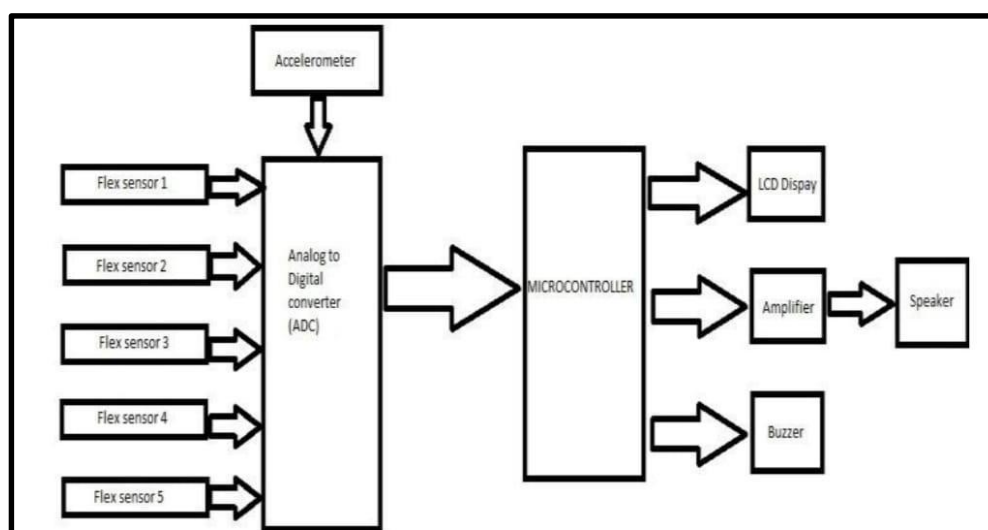 Accelerometer
Flex sensor 1
Flex sensor 2
Flex sensor 3
Flex sensor 4
Flex sensor 5
Analog to
Digital
converter
(ADC)
MICROCONTROLLER
LCD Dispay
Amplifier
Speaker
Buzzer